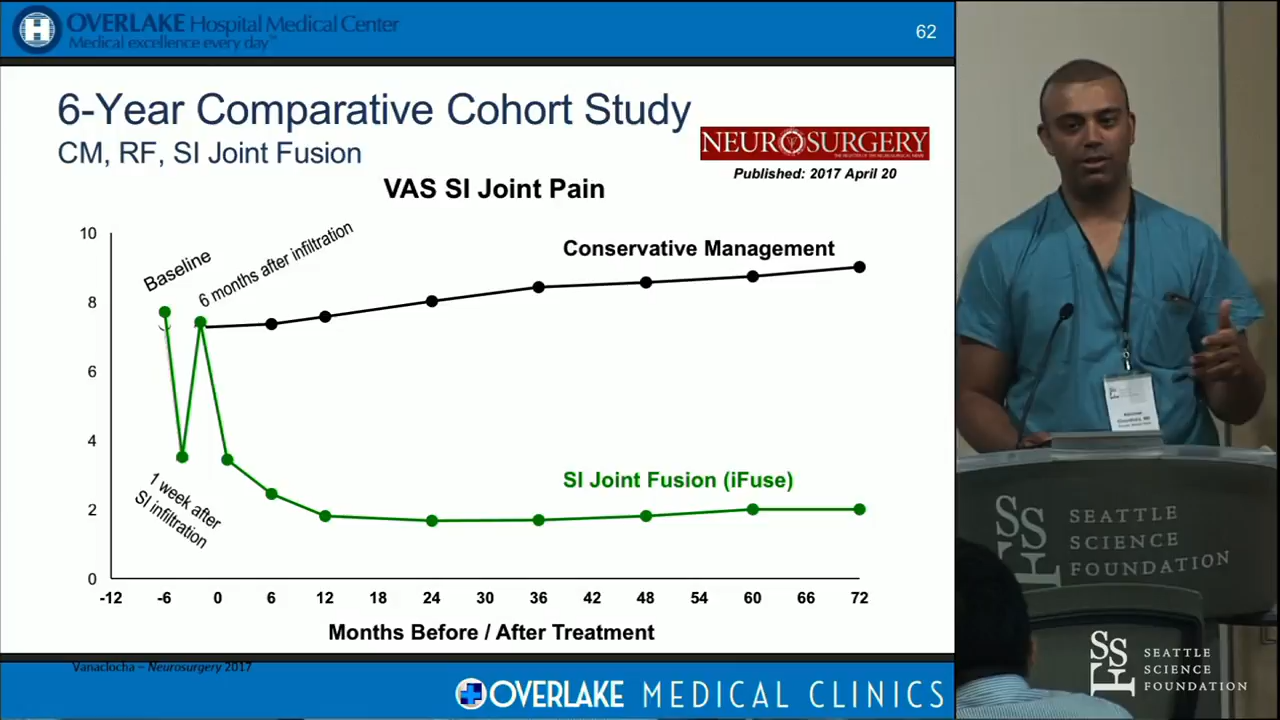 OVERLAKE Hospital Medical Center
Medical excellence every day™
62
6-Year Comparative Cohort Study
CM, RF, SI Joint Fusion
NEUROSURGERY
Published: 2017 April 20
VAS SI Joint Pain
Baseline
6 months after infiltration
Conservative Management
1 week after
SI infiltration
SI Joint Fusion (iFuse)
10
8
6
4
2
0
-12 -6 0 6 12 18 24 30 36 42 48 54 60 66 72
Months Before / After Treatment
Vanaclocha – Neurosurgery 2017
OVERLAKE MEDICAL CLINICS
SEATTLE
SCIENCE
FOUNDATION
SSF
SEATTLE
SCIENCE
FOUNDATION
SSF